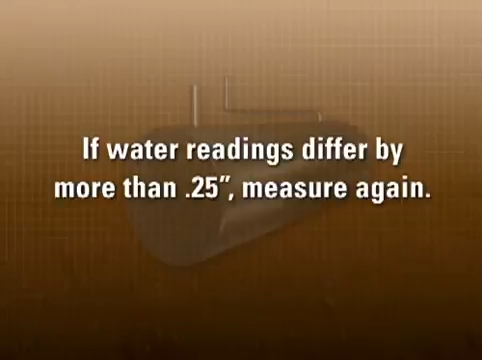 If water readings differ by
more than .25”, measure again.